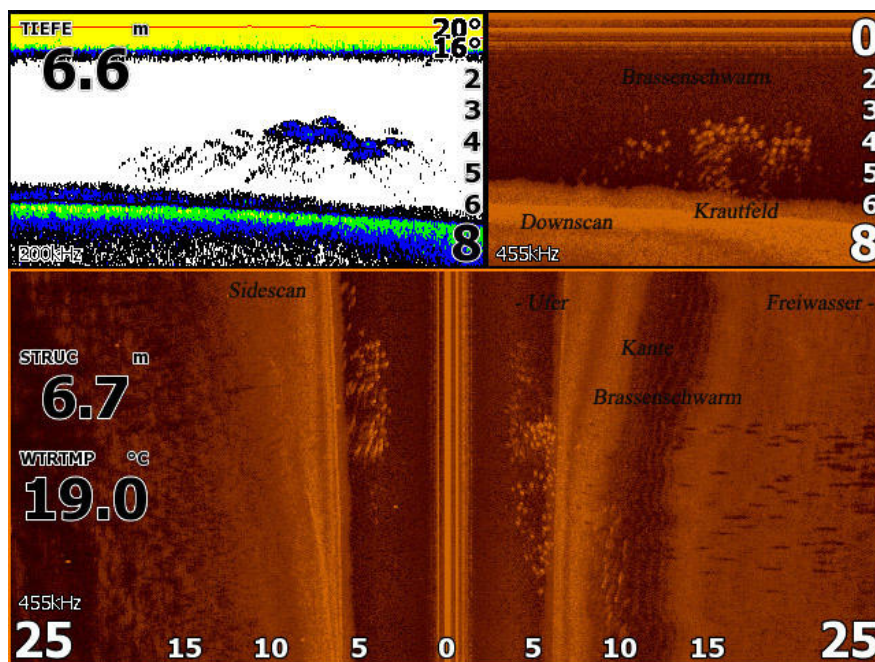 TIEFE m
6.6
20°
16°
2
3
4
5
6
8
200kHz
Brassenschwarm
0
2
3
4
5
6
8
Krautfeld
Downscan
455kHz
Sidescan
- Ufer
Freiwasser -
Kante
STRUC m
6.7
Brassenschwarm
WTRTMP °C
19.0
455kHz
25 15 10 5 0 5 10 15 25